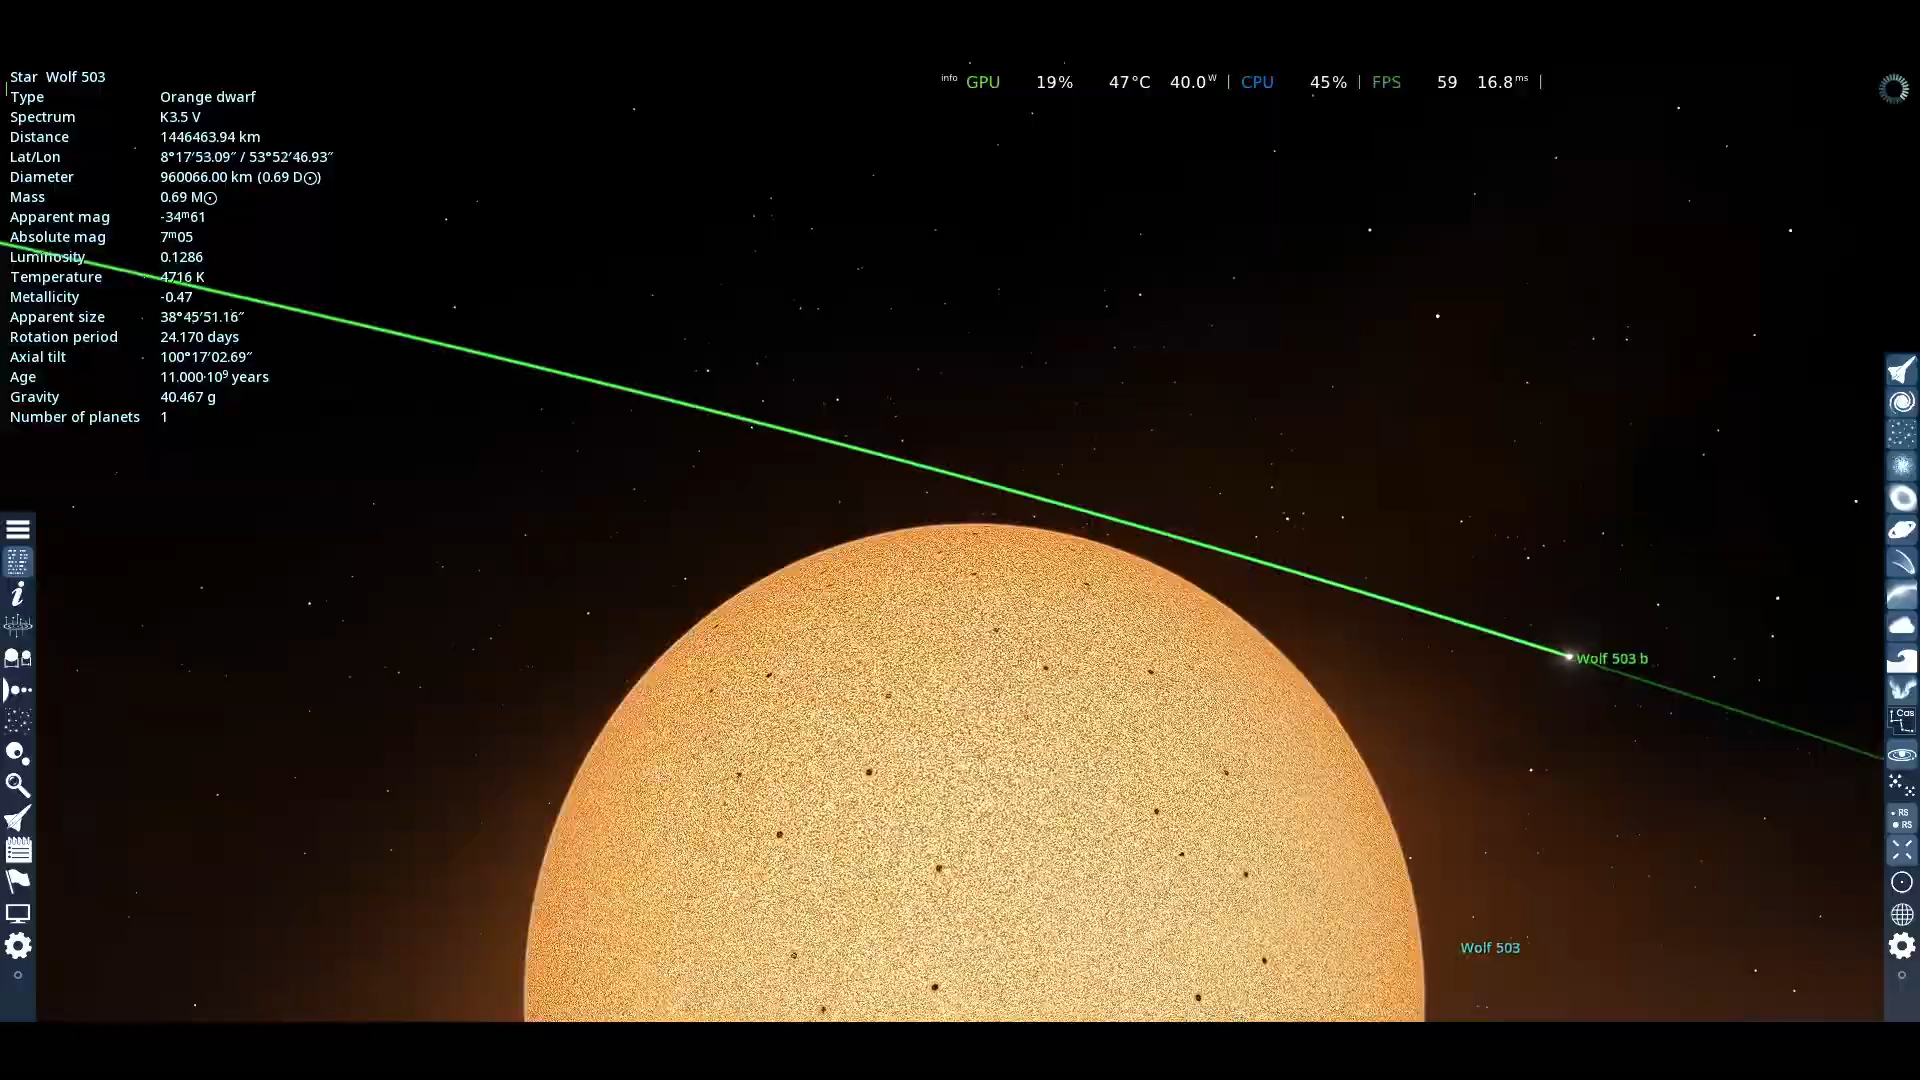 Star Wolf 503
Type Orange dwarf
Spectrum K3.5 V
Distance 1446463.94 km
Lat/Lon 8°17′53.09″ / 53°52′46.93″
Diameter 960066.00 km (0.69 D☉)
Mass 0.69 M☉
Apparent mag -34ᵐ61
Absolute mag 7ᵐ05
Luminosity 0.1286
Temperature 4716 K
Metallicity -0.47
Apparent size 38°45′51.16″
Rotation period 24.170 days
Axial tilt 100°17′02.69″
Age 11.000·10⁹ years
Gravity 40.467 g
Number of planets 1
info GPU 19% 47°C 40.0W | CPU 45% | FPS 59 16.8ms |
Wolf 503 b
Wolf 503
Cas
RS
RS